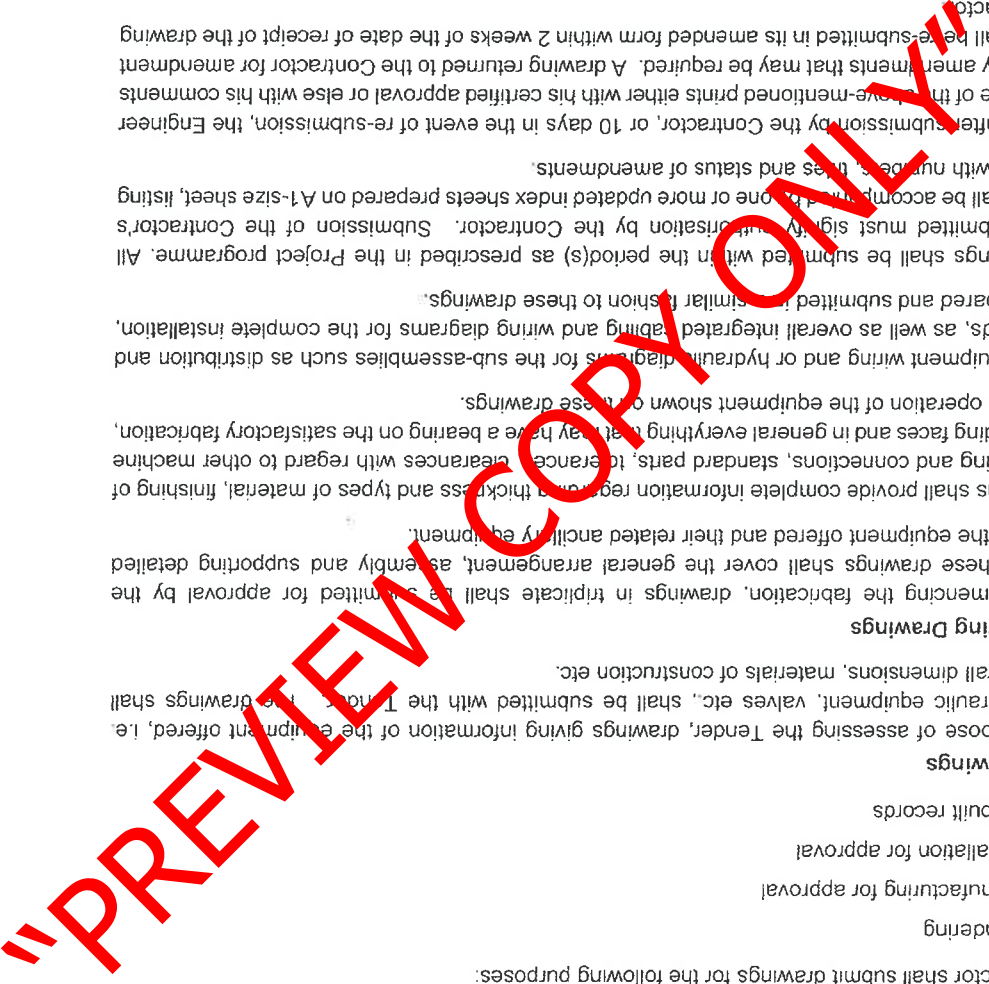 ctor shall submit drawings for the following purposes:
dering
nufacturing for approval
allation for approval
built records
wings
pose of assessing the Tender, drawings giving information of the equipment offered, i.e.
raulic equipment, valves etc., shall be submitted with the Tender. The drawings shall
rall dimensions, materials of construction etc.
ing Drawings
mencing the fabrication, drawings in triplicate shall be submitted for approval by the
hese drawings shall cover the general arrangement, assembly and supporting detailed
the equipment offered and their related ancillary equipment.
s shall provide complete information regarding thickness and types of material, finishing of
ing and connections, standard parts, tolerances, clearances with regard to other machine
ding faces and in general everything that may have a bearing on the satisfactory fabrication,
operation of the equipment shown on these drawings.
uipment wiring and or hydraulic diagrams for the sub-assemblies such as distribution and
ds, as well as overall integrated cabling and wiring diagrams for the complete installation,
ared and submitted in a similar fashion to these drawings.
ngs shall be submitted within the period(s) as prescribed in the Project programme. All
bmitted must signify authorisation by the Contractor. Submission of the Contractor's
all be accompanied by one or more updated index sheets prepared on A1-size sheet, listing
with numbers, titles and status of amendments.
after submission by the Contractor, or 10 days in the event of re-submission, the Engineer
e of the above-mentioned prints either with his certified approval or else with his comments
y amendments that may be required. A drawing returned to the Contractor for amendment
all be re-submitted in its amended form within 2 weeks of the date of receipt of the drawing
actor.
"PREVIEW COPY ONLY"